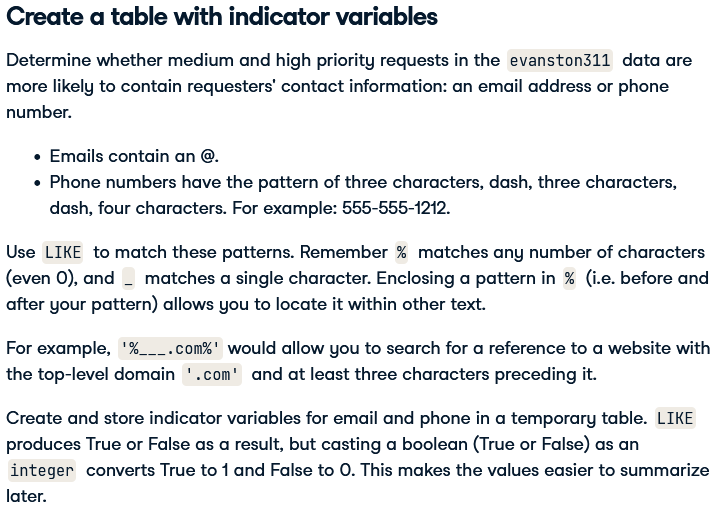 Create a table with indicator variables
Determine whether medium and high priority requests in the evanston311 data are
more likely to contain requesters' contact information: an email address or phone
number.
• Emails contain an @.
• Phone numbers have the pattern of three characters, dash, three characters,
dash, four characters. For example: 555-555-1212.
Use LIKE to match these patterns. Remember % matches any number of characters
(even 0), and _ matches a single character. Enclosing a pattern in % (i.e. before and
after your pattern) allows you to locate it within other text.
For example, '%___.com%' would allow you to search for a reference to a website with
the top-level domain '.com' and at least three characters preceding it.
Create and store indicator variables for email and phone in a temporary table. LIKE
produces True or False as a result, but casting a boolean (True or False) as an
integer converts True to 1 and False to 0. This makes the values easier to summarize
later.